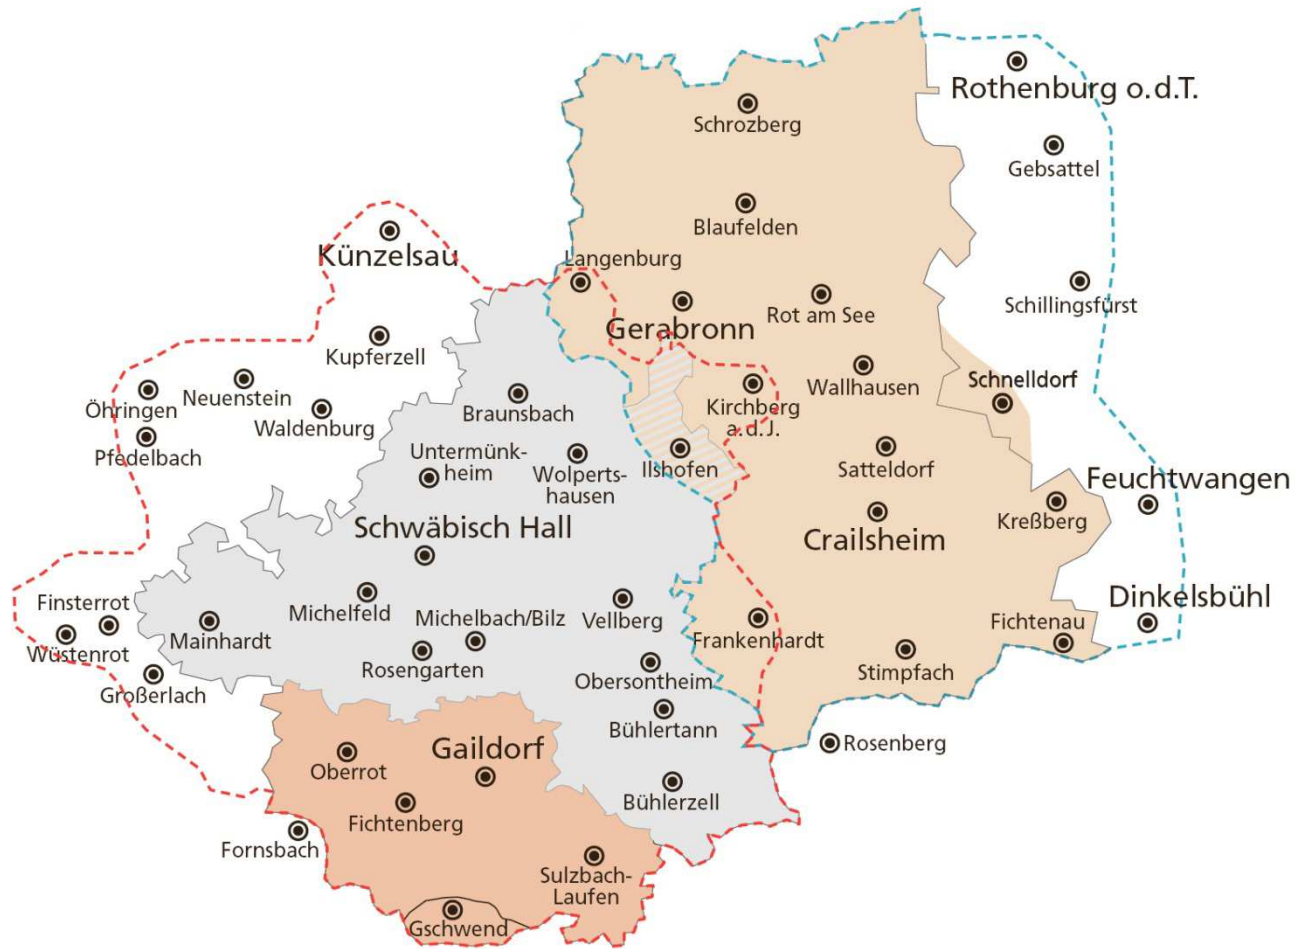 Rothenburg o.d.T.
Schrozberg
Gebsattel
Blaufelden
Künzelsau
Langenburg
Schillingsfürst
Rot am See
Gerabronn
Kupferzell
Wallhausen
Schnelldorf
Neuenstein
Öhringen
Braunsbach
Kirchberg
a.d.J.
Waldenburg
Pfedelbach
Untermünk-
heim
Wolperts-
hausen
Ilshofen
Satteldorf
Feuchtwangen
Kreßberg
Schwäbisch Hall
Crailsheim
Dinkelsbühl
Finsterrot
Michelfeld
Michelbach/Bilz
Vellberg
Fichtenau
Mainhardt
Frankenhardt
Wüstenrot
Rosengarten
Stimpfach
Obersontheim
Großerlach
Bühlertann
Rosenberg
Gaildorf
Oberrot
Bühlerzell
Fichtenberg
Fornsbach
Sulzbach-
Laufen
Gschwend